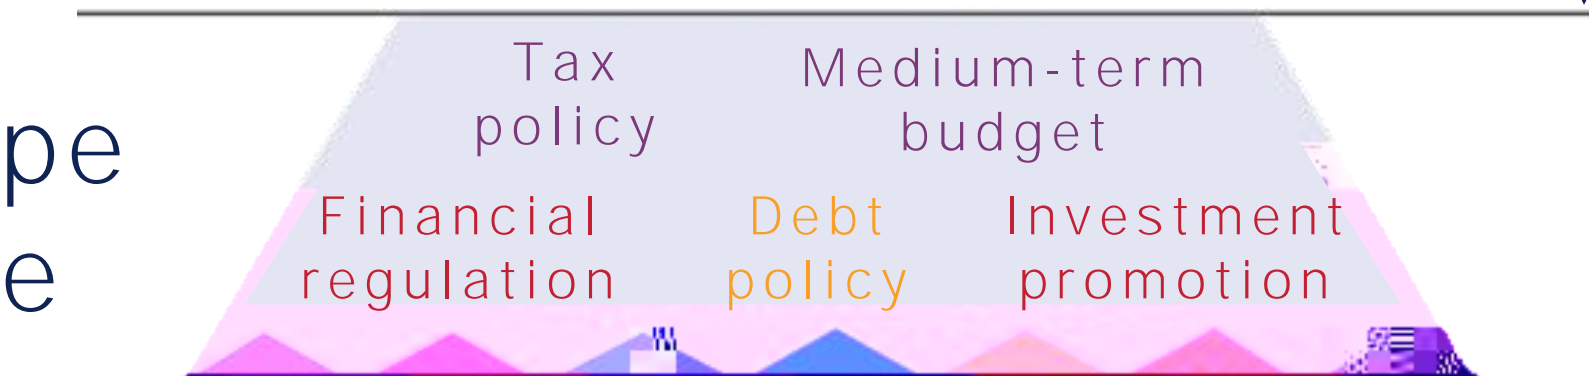 Tax Medium-term
policy budget
pe
Financial Debt Investment
e
regulation policy promotion